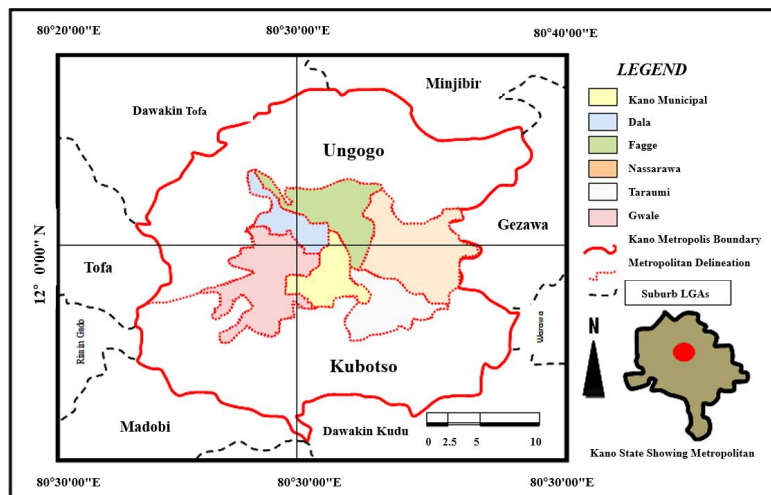 80°20'00"E 80°30'00"E 80°40'00"E
Minjibir
Dawakin Tofa
Ungogo
Gezawa
Tofa
12° 0'00" N
Rimin Gado
Warawa
Kubotso
Madobi
Dawakin Kudu
0 2.5 5 10
80°30'00"E 80°30'00"E 80°30'00"E
LEGEND
Kano Municipal
Dala
Fagge
Nassarawa
Taraumi
Gwale
Kano Metropolis Boundary
Metropolitan Delineation
Suburb LGAs
N
Kano State Showing Metropolitan